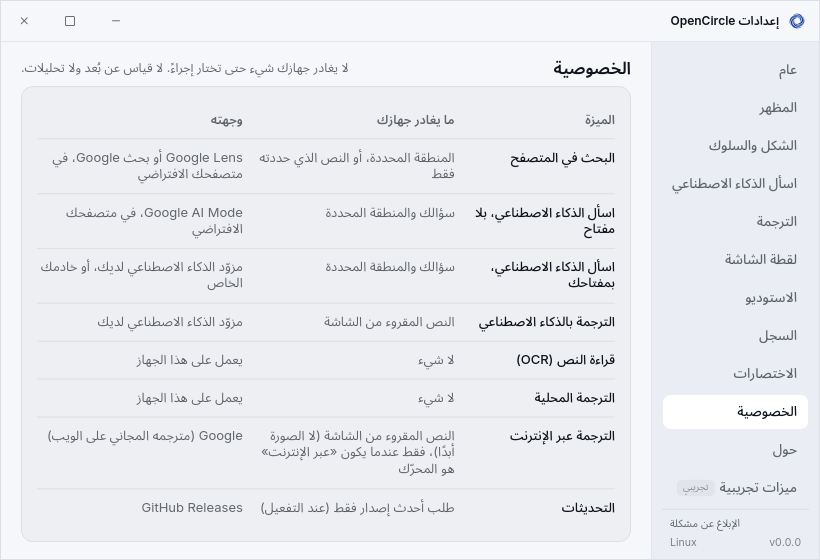 إعدادات OpenCircle
عام
المظهر
الشكل والسلوك
اسأل الذكاء الاصطناعي
الترجمة
لقطة الشاشة
الاستوديو
السجل
الاختصارات
الخصوصية
حول
ميزات تجريبية تجريبي
الإبلاغ عن مشكلة
v0.0.0 Linux
الخصوصية
لا يغادر جهازك شيء حتى تختار إجراءً. لا قياس عن بُعد ولا تحليلات.
الميزة ما يغادر جهازك وجهته
البحث في المتصفح
المنطقة المحددة، أو النص الذي حددته
فقط
Google Lens أو بحث Google، في
متصفحك الافتراضي
اسأل الذكاء الاصطناعي، بلا
مفتاح
سؤالك والمنطقة المحددة
Google AI Mode، في متصفحك
الافتراضي
اسأل الذكاء الاصطناعي،
بمفتاحك
سؤالك والمنطقة المحددة
مزوّد الذكاء الاصطناعي لديك، أو خادمك
الخاص
الترجمة بالذكاء الاصطناعي
النص المقروء من الشاشة
مزوّد الذكاء الاصطناعي لديك
قراءة النص (OCR)
لا شيء
يعمل على هذا الجهاز
الترجمة المحلية
لا شيء
يعمل على هذا الجهاز
الترجمة عبر الإنترنت
النص المقروء من الشاشة (لا الصورة
أبدًا)، فقط عندما يكون «عبر الإنترنت»
هو المحرّك
Google (مترجمه المجاني على الويب)
التحديثات
طلب أحدث إصدار فقط (عند التفعيل)
GitHub Releases